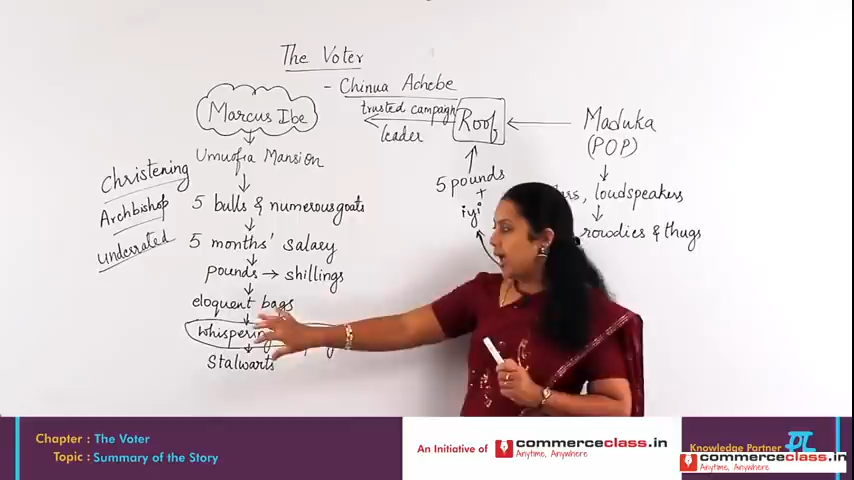 The Voter
- Chinua Achebe
Marcus Ibe
trusted campaign
leader
Roof
Maduka
(POP)
Umuofia Mansion
Christening
Archbishop
underrated
5 bulls & numerous goats
5 pounds
+
iyi
loudspeakers
5 months' salary
rowdies & thugs
pounds → shillings
eloquent bags
whispering
Stalwarts
Chapter : The Voter
Topic : Summary of the Story
An Initiative of commerceclass.in
Anytime, Anywhere
Knowledge Partner
commerceclass.in
Anytime, Anywhere